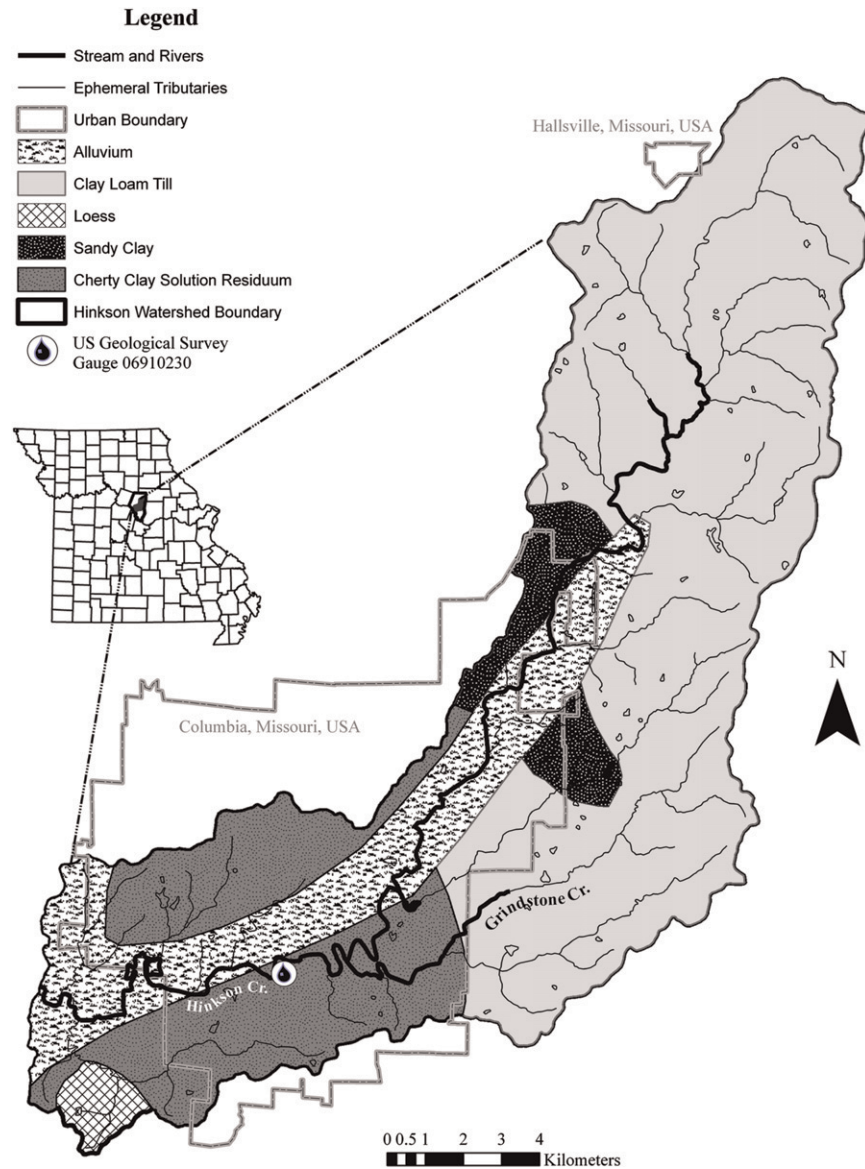 Legend
Stream and Rivers
Ephemeral Tributaries
Urban Boundary
Alluvium
Clay Loam Till
Loess
Sandy Clay
Cherty Clay Solution Residuum
Hinkson Watershed Boundary
US Geological Survey
Gauge 06910230
Hallsville, Missouri, USA
Columbia, Missouri, USA
N
Grindstone Cr.
Hinkson Cr.
0 0.5 1 2 3 4
Kilometers